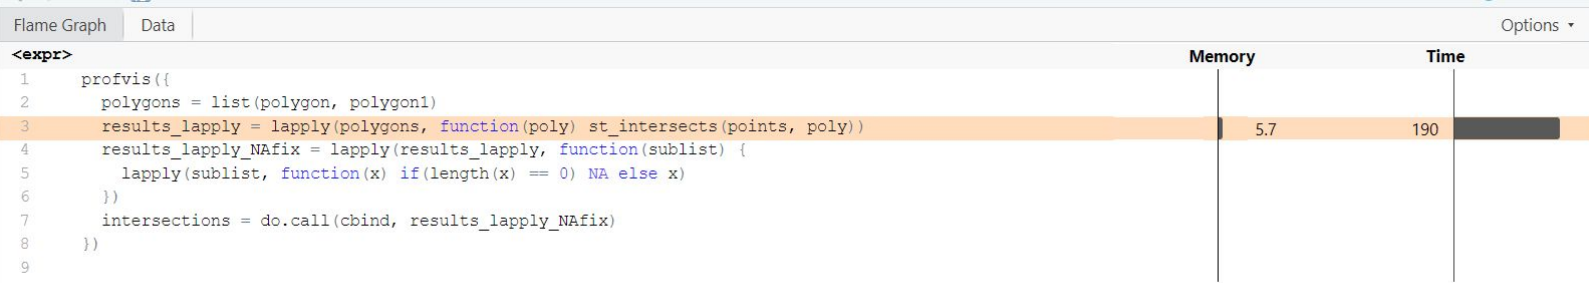 Flame Graph Data Options ▾
<expr> Memory Time
1 profvis({
2   polygons = list(polygon, polygon1)
3   results_lapply = lapply(polygons, function(poly) st_intersects(points, poly)) 5.7 190
4   results_lapply_NAfix = lapply(results_lapply, function(sublist) {
5     lapply(sublist, function(x) if(length(x) == 0) NA else x)
6   })
7   intersections = do.call(cbind, results_lapply_NAfix)
8 })
9